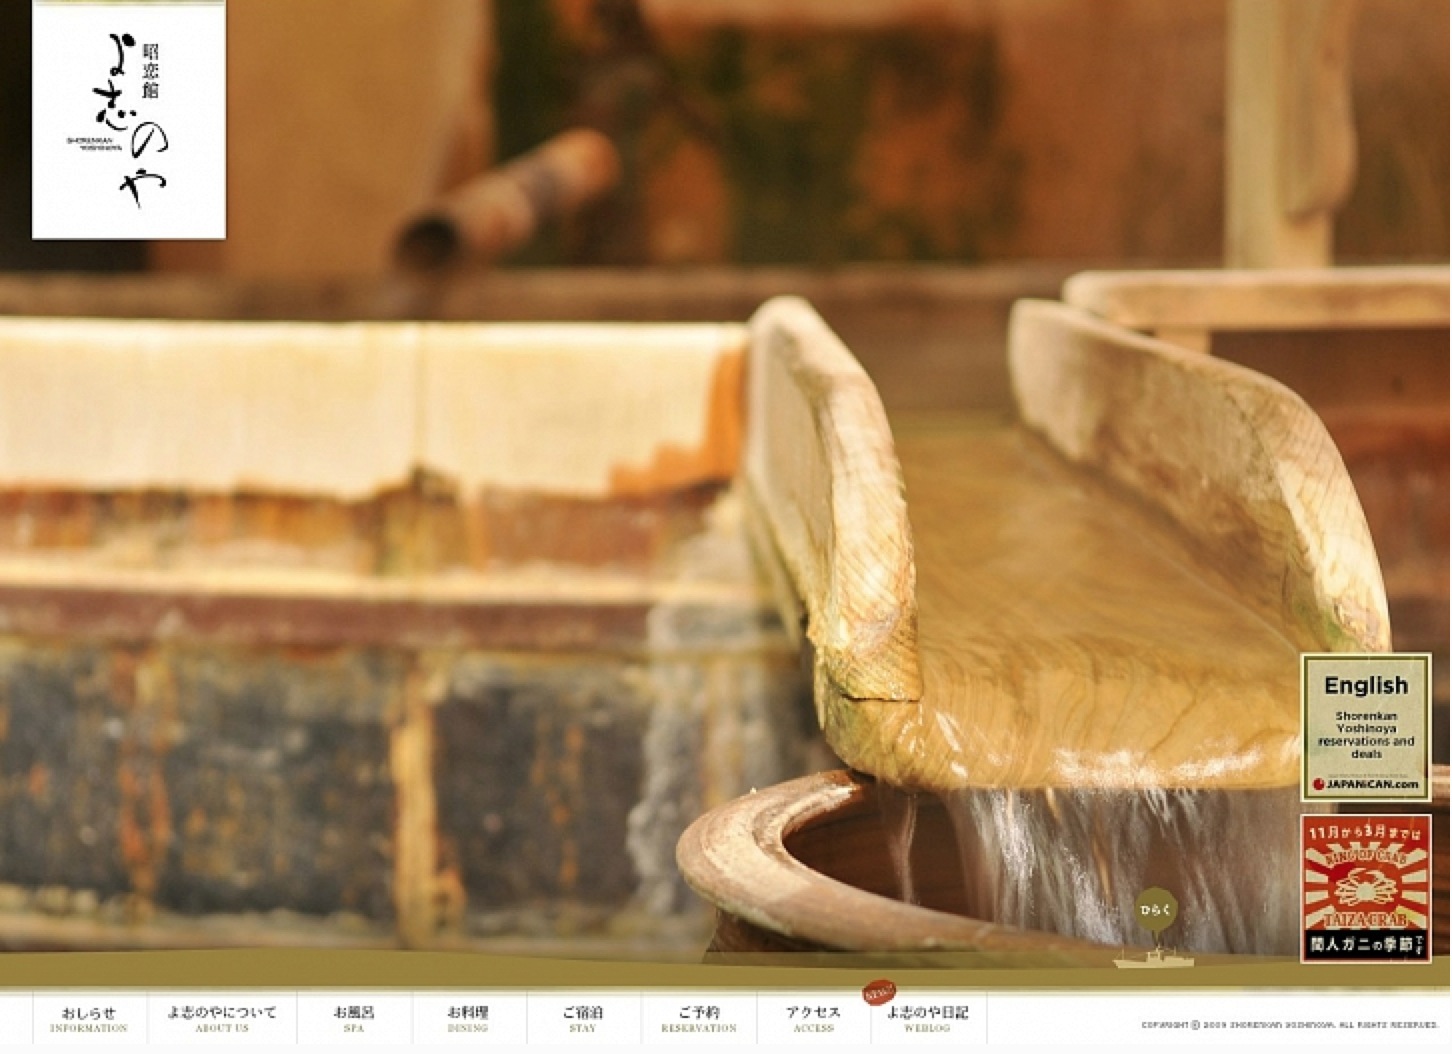 昭恋館
よ志のや
SHORENKAN
YOSHINOYA
English
Shorenkan
Yoshinoya
reservations and
deals
JAPANiCAN.com
11月から3月までは
KING OF CRAB
TAIZA CRAB
間人ガニの季節です
ひらく
NEW!!
おしらせ
INFORMATION
よ志のやについて
ABOUT US
お風呂
SPA
お料理
DINING
ご宿泊
STAY
ご予約
RESERVATION
アクセス
ACCESS
よ志のや日記
WEBLOG
COPYRIGHT © 2009 SHORENKAN YOSHINOYA. ALL RIGHTS RESERVED.